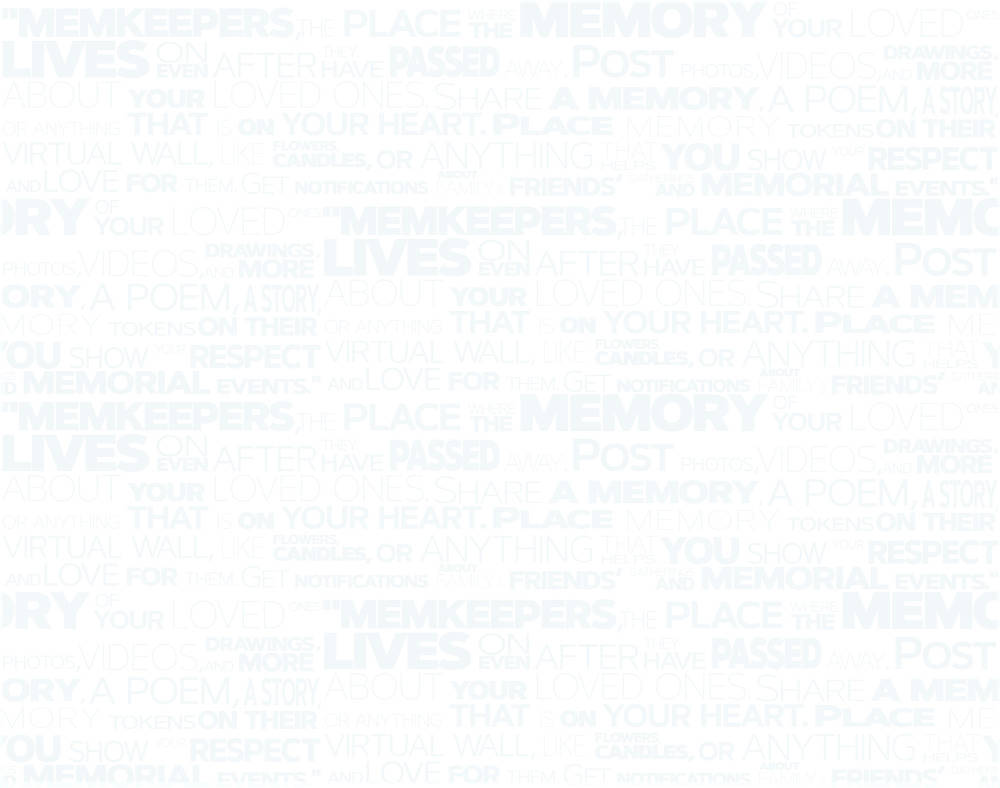 "MEMKEEPERS, THE PLACE WHERE THE MEMORY OF YOUR LOVED ONES
LIVES ON EVEN AFTER THEY HAVE PASSED AWAY. POST PHOTOS, VIDEOS, DRAWINGS, AND MORE
ABOUT YOUR LOVED ONES. SHARE A MEMORY. A POEM, A STORY,
OR ANYTHING THAT IS ON YOUR HEART. PLACE MEMORY TOKENS ON THEIR
VIRTUAL WALL, LIKE FLOWERS, CANDLES, OR ANYTHING THAT HELPS YOU SHOW YOUR RESPECT
AND LOVE FOR THEM. GET NOTIFICATIONS ABOUT FAMILY & FRIENDS' GATHERINGS AND MEMORIAL EVENTS."
ORY OF YOUR LOVED ONES "MEMKEEPERS, THE PLACE WHERE THE MEMO
PHOTOS, VIDEOS, DRAWINGS, AND MORE LIVES ON EVEN AFTER THEY HAVE PASSED AWAY. POST
ORY. A POEM, A STORY, ABOUT YOUR LOVED ONES. SHARE A MEM
MORY TOKENS ON THEIR OR ANYTHING THAT IS ON YOUR HEART. PLACE ME
YOU SHOW YOUR RESPECT VIRTUAL WALL, LIKE FLOWERS, CANDLES, OR ANYTHING THAT HELPS Y
D MEMORIAL EVENTS." AND LOVE FOR THEM. GET NOTIFICATIONS ABOUT FAMILY & FRIENDS' GATHERI AN
"MEMKEEPERS, THE PLACE WHERE THE MEMORY OF YOUR LOVED ONES
LIVES ON EVEN AFTER THEY HAVE PASSED AWAY. POST PHOTOS, VIDEOS, DRAWINGS, AND MORE
ABOUT YOUR LOVED ONES. SHARE A MEMORY. A POEM, A STORY,
OR ANYTHING THAT IS ON YOUR HEART. PLACE MEMORY TOKENS ON THEIR
VIRTUAL WALL, LIKE FLOWERS, CANDLES, OR ANYTHING THAT HELPS YOU SHOW YOUR RESPECT
AND LOVE FOR THEM. GET NOTIFICATIONS ABOUT FAMILY & FRIENDS' GATHERINGS AND MEMORIAL EVENTS."
ORY OF YOUR LOVED ONES "MEMKEEPERS, THE PLACE WHERE THE MEMO
PHOTOS, VIDEOS, DRAWINGS, AND MORE LIVES ON EVEN AFTER THEY HAVE PASSED AWAY. POST
ORY. A POEM, A STORY, ABOUT YOUR LOVED ONES. SHARE A MEM
MORY TOKENS ON THEIR OR ANYTHING THAT IS ON YOUR HEART. PLACE ME
YOU SHOW YOUR RESPECT VIRTUAL WALL, LIKE FLOWERS, CANDLES, OR ANYTHING THAT HELPS Y
D MEMORIAL EVENTS." AND LOVE FOR THEM. GET NOTIFICATIONS ABOUT FAMILY & FRIENDS' AN